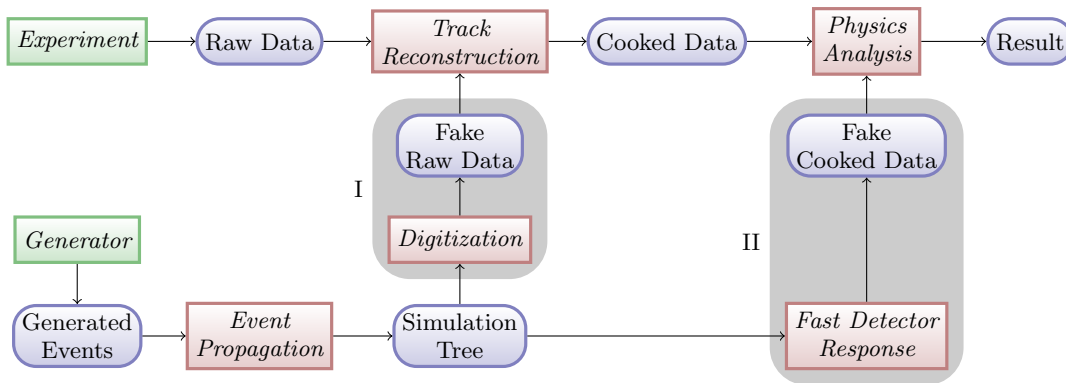 Experiment
Raw Data
Track
Reconstruction
Cooked Data
Physics
Analysis
Result
Fake
Raw Data
Fake
Cooked Data
I
Digitization
II
Generator
Generated
Events
Event
Propagation
Simulation
Tree
Fast Detector
Response